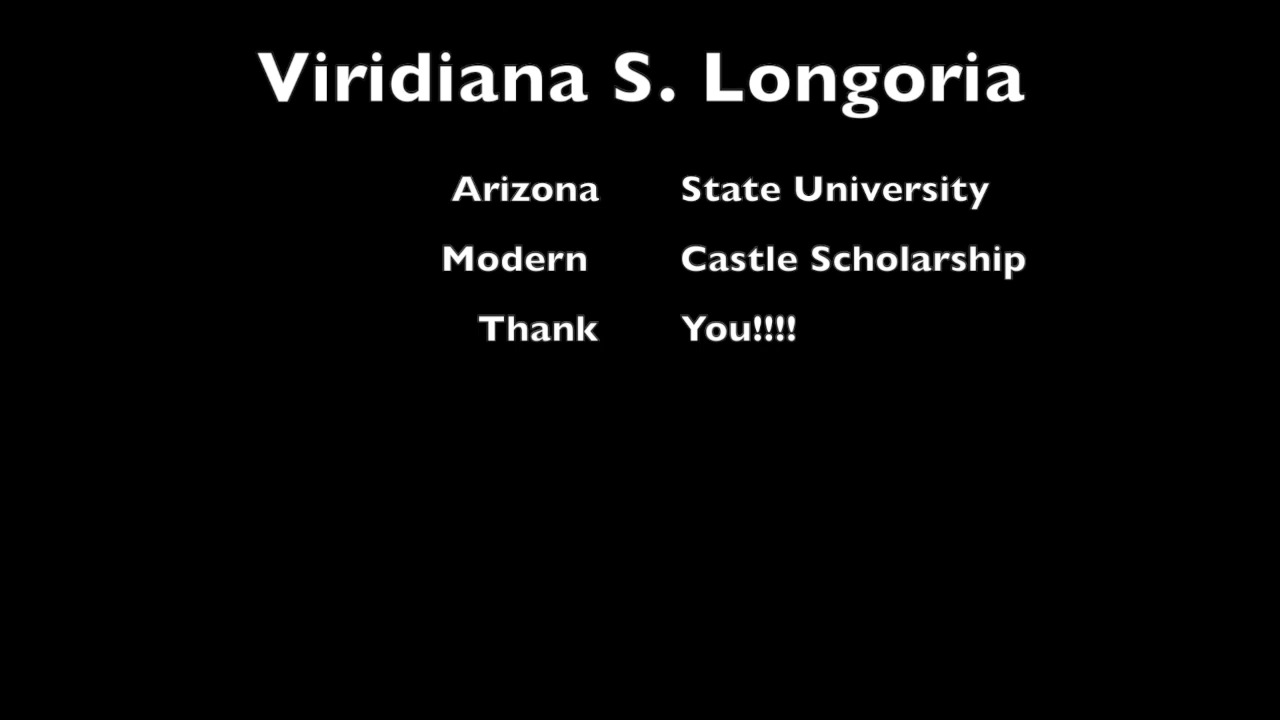 Viridiana S. Longoria
Arizona State University
Modern Castle Scholarship
Thank You!!!!